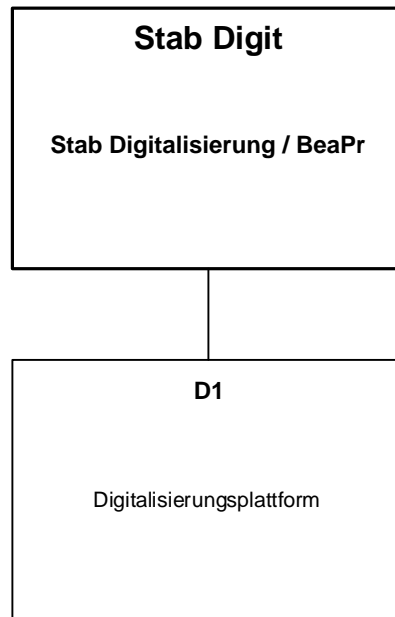 Stab Digit
Stab Digitalisierung / BeaPr
D1
Digitalisierungsplattform